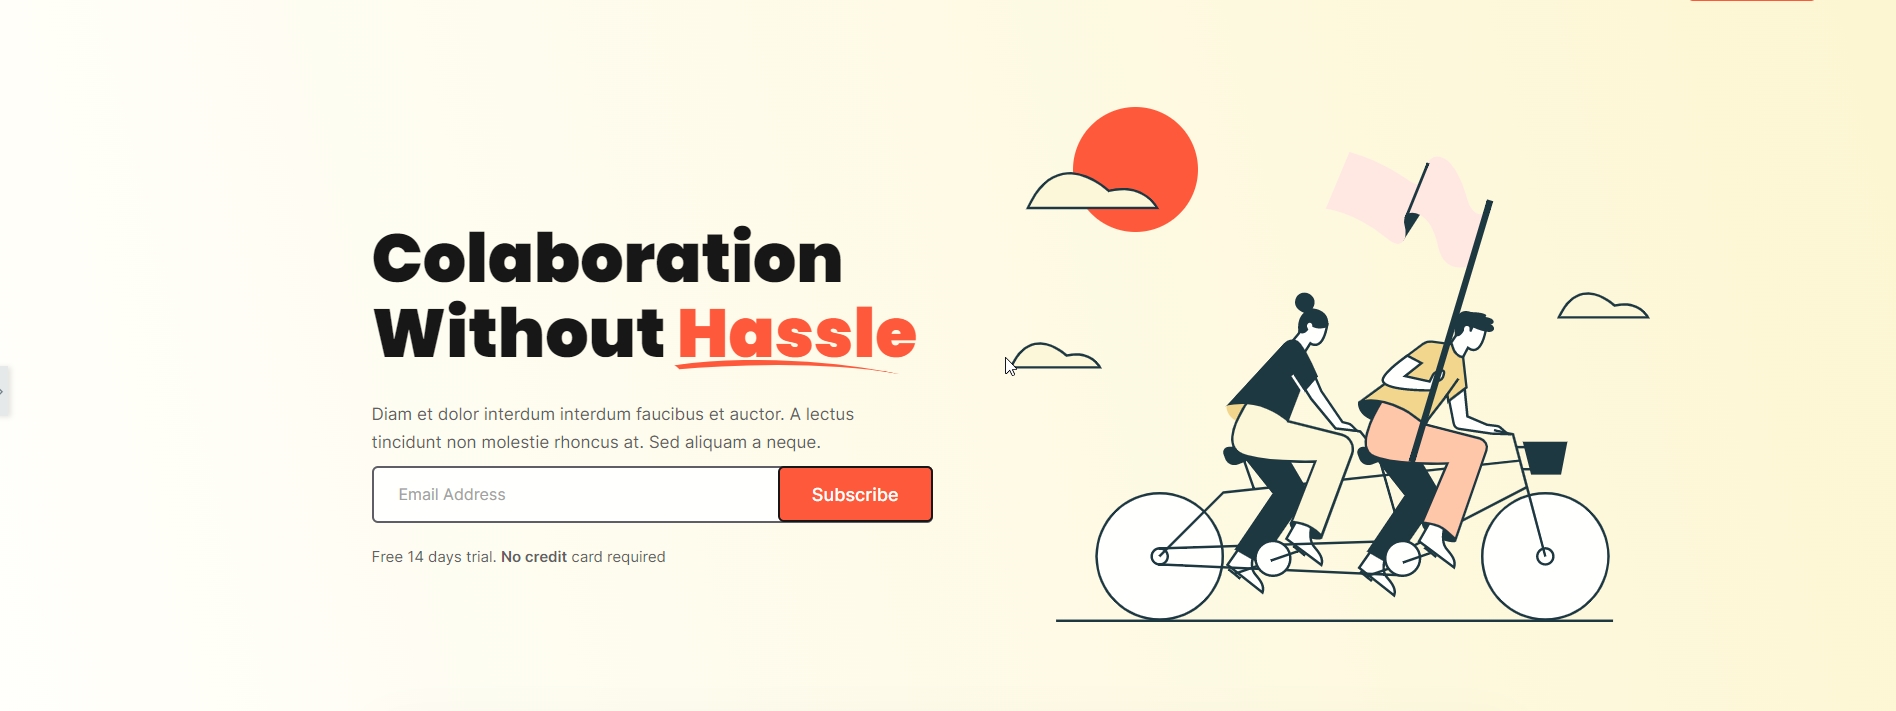 Colaboration
Without Hassle
Diam et dolor interdum interdum faucibus et auctor. A lectus
tincidunt non molestie rhoncus at. Sed aliquam a neque.
Email Address
Subscribe
Free 14 days trial. No credit card required